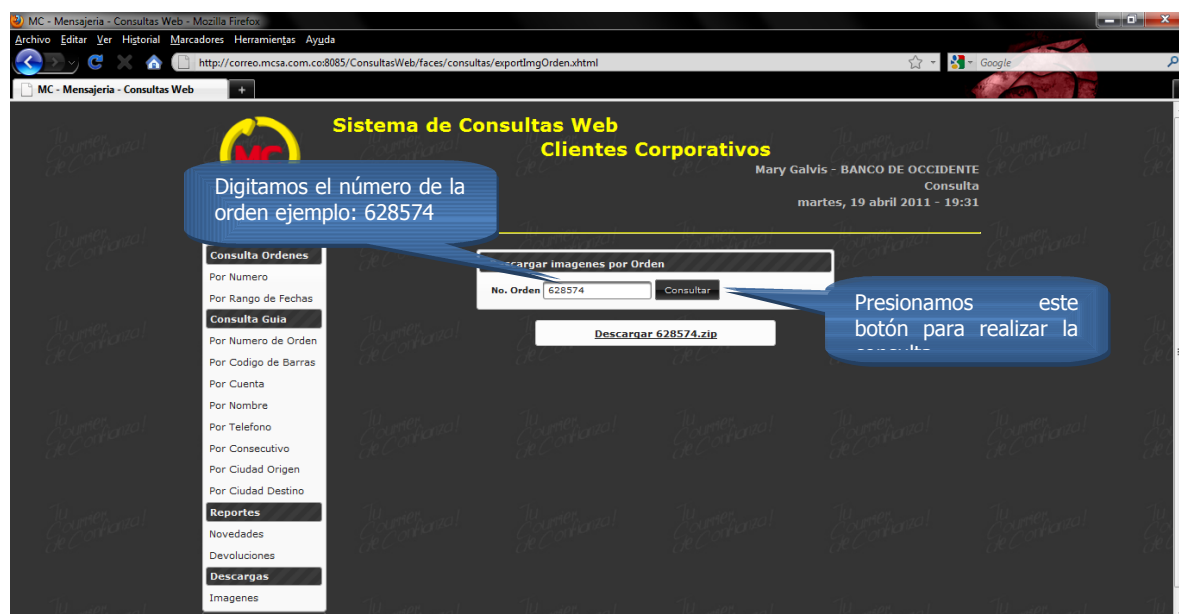 MC - Mensajeria - Consultas Web - Mozilla Firefox
Archivo Editar Ver Historial Marcadores Herramientas Ayuda
http://correo.mcsa.com.co:8085/ConsultasWeb/faces/consultas/exportImgOrden.xhtml
Google
MC - Mensajeria - Consultas Web
Sistema de Consultas Web
Clientes Corporativos
MC
Mary Galvis - BANCO DE OCCIDENTE
Consulta
martes, 19 abril 2011 - 19:31
Digitamos el número de la
orden ejemplo: 628574
Consulta Ordenes
Por Numero
Por Rango de Fechas
Consulta Guia
Por Numero de Orden
Por Codigo de Barras
Por Cuenta
Por Nombre
Por Telefono
Por Consecutivo
Por Ciudad Origen
Por Ciudad Destino
Reportes
Novedades
Devoluciones
Descargas
Imagenes
Descargar imagenes por Orden
No. Orden 628574 Consultar
Descargar 628574.zip
Presionamos este
botón para realizar la
consulta